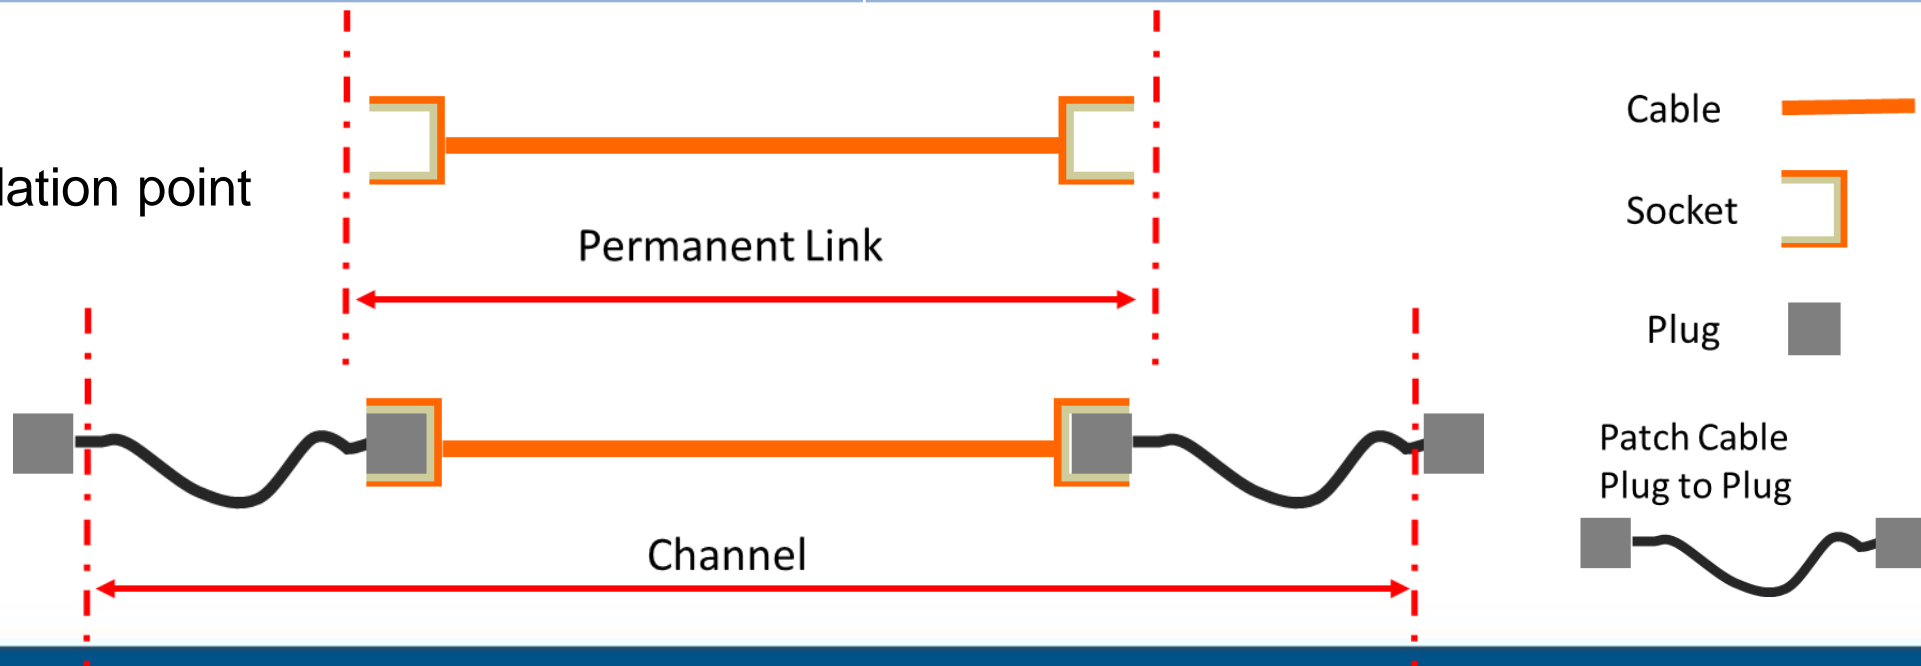 lation point
Permanent Link
Channel
Cable
Socket
Plug
Patch Cable
Plug to Plug